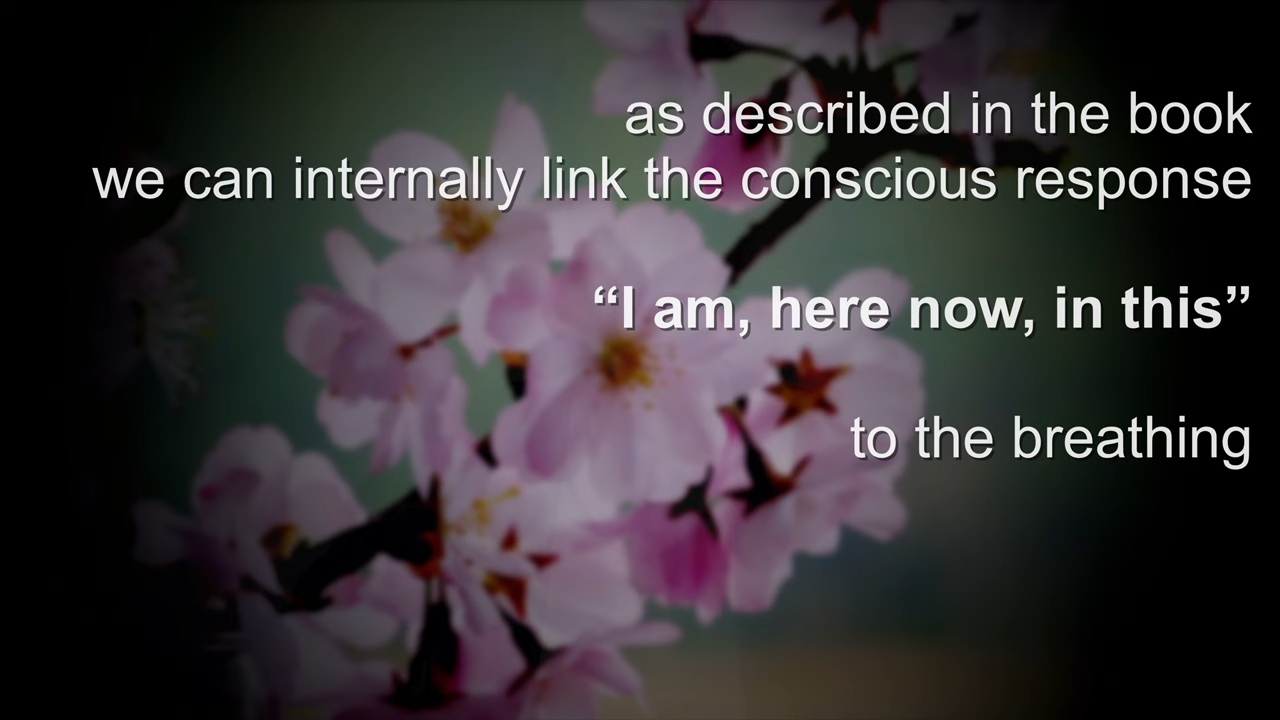 as described in the book
we can internally link the conscious response
“I am, here now, in this”
to the breathing